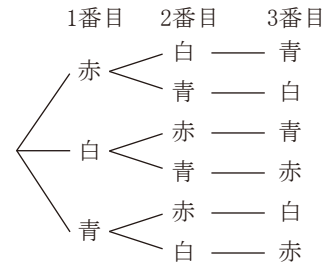 1番目 2番目 3番目
白 青
赤
青 白
赤 青
白
青 赤
赤 白
青
白 赤